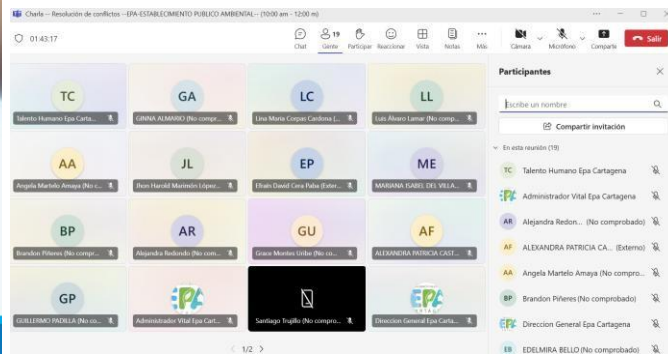 Charla -- Resolución de conflictos --EPA-ESTABLECIMIENTO PUBLICO AMBIENTAL-- (10:00 am - 12:00 m)
01:43:17
Chat
19
Gente
Participar
Reaccionar
Vista
Notas
Más
Cámara
Micrófono
Comparte
Salir
TC
Talento Humano Epa Carta...
GA
GINNA ALMARIO (No compr...
LC
Lina Maria Corpas Cardona (...
LL
Luis Álvaro Lamar (No comp...
AA
Angela Martelo Amaya (No c...
JL
Jhon Harold Marimón López...
EP
Efrain David Cera Paba (Exter...
ME
MARIANA ISABEL DEL VILLA...
BP
Brandon Piñeres (No compr...
AR
Alejandra Redondo (No com...
GU
Grace Montes Uribe (No co...
AF
ALEXANDRA PATRICIA CAST...
GP
GUILLERMO PADILLA (No co...
EPA
Administrador Vital Epa Cart...
Santiago Trujillo (No compro...
EPA
Direccion General Epa Carta...
1/2
Participantes
Escribe un nombre
Compartir invitación
En esta reunión (19)
TC
Talento Humano Epa Cartagena
Administrador Vital Epa Cartagena
AR
Alejandra Redon... (No comprobado)
AF
ALEXANDRA PATRICIA CA... (Externo)
AA
Angela Martelo Amaya (No compro...
BP
Brandon Piñeres (No comprobado)
Direccion General Epa Cartagena
EB
EDELMIRA BELLO (No comprobado)